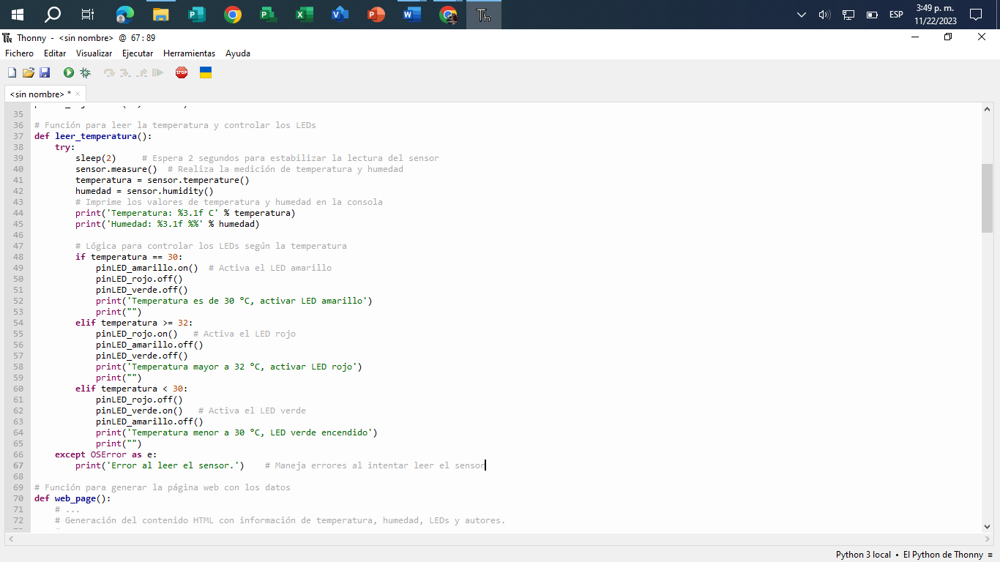 ESP
3:49 p. m.
11/22/2023
Thonny - <sin nombre> @ 67:89
Fichero Editar Visualizar Ejecutar Herramientas Ayuda
STOP
<sin nombre> *
35
36 # Función para leer la temperatura y controlar los LEDs
37 def leer_temperatura():
38     try:
39         sleep(2)     # Espera 2 segundos para estabilizar la lectura del sensor
40         sensor.measure()  # Realiza la medición de temperatura y humedad
41         temperatura = sensor.temperature()
42         humedad = sensor.humidity()
43         # Imprime los valores de temperatura y humedad en la consola
44         print('Temperatura: %3.1f C' % temperatura)
45         print('Humedad: %3.1f %%' % humedad)
46
47         # Lógica para controlar los LEDs según la temperatura
48         if temperatura == 30:
49             pinLED_amarillo.on()  # Activa el LED amarillo
50             pinLED_rojo.off()
51             pinLED_verde.off()
52             print('Temperatura es de 30 °C, activar LED amarillo')
53             print("")
54         elif temperatura >= 32:
55             pinLED_rojo.on()   # Activa el LED rojo
56             pinLED_amarillo.off()
57             pinLED_verde.off()
58             print('Temperatura mayor a 32 °C, activar LED rojo')
59             print("")
60         elif temperatura < 30:
61             pinLED_rojo.off()
62             pinLED_verde.on()   # Activa el LED verde
63             pinLED_amarillo.off()
64             print('Temperatura menor a 30 °C, LED verde encendido')
65             print("")
66     except OSError as e:
67         print('Error al leer el sensor.')    # Maneja errores al intentar leer el sensor
68
69 # Función para generar la página web con los datos
70 def web_page():
71     # ...
72     # Generación del contenido HTML con información de temperatura, humedad, LEDs y autores.
Python 3 local • El Python de Thonny ≡